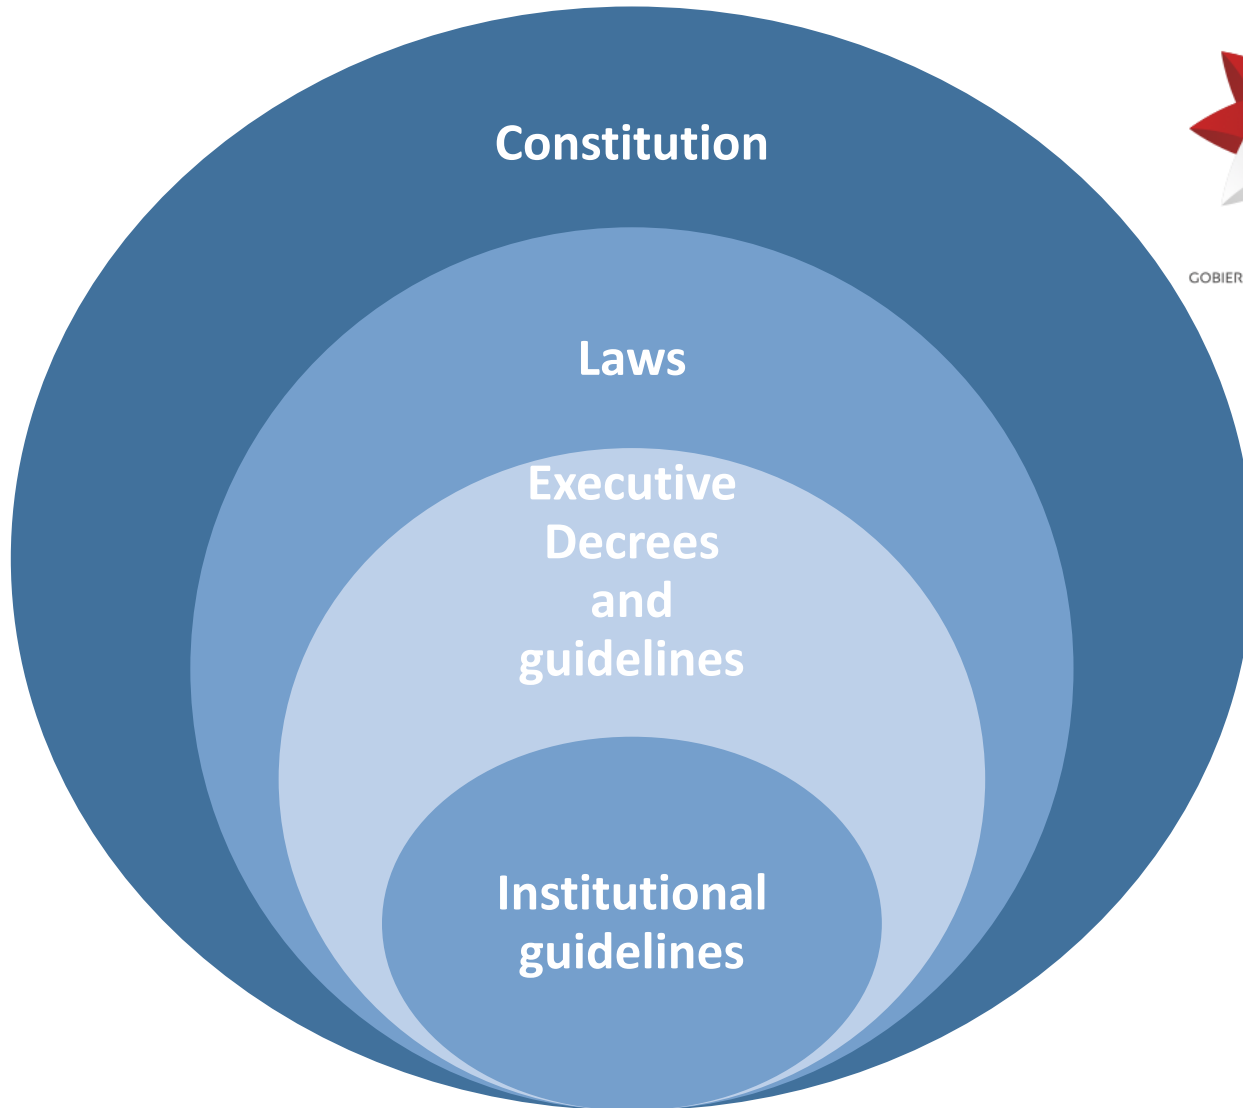 Constitution
GOBIER
Laws
Executive
Decrees
and
guidelines
Institutional
guidelines